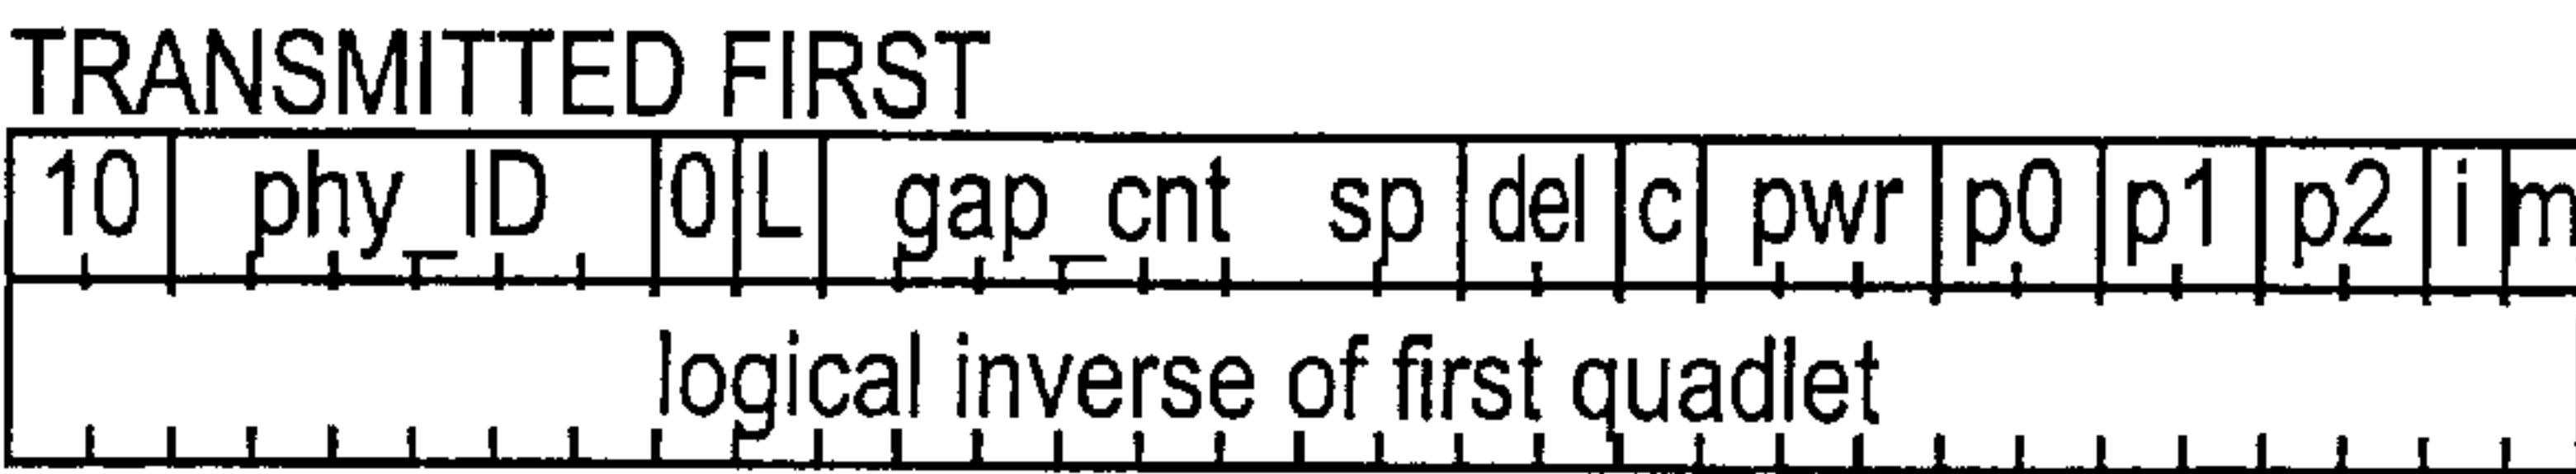 TRANSMITTED FIRST
10 phy_ID 0 L gap_cnt sp del c pwr p0 p1 p2 i m
logical inverse of first quadlet